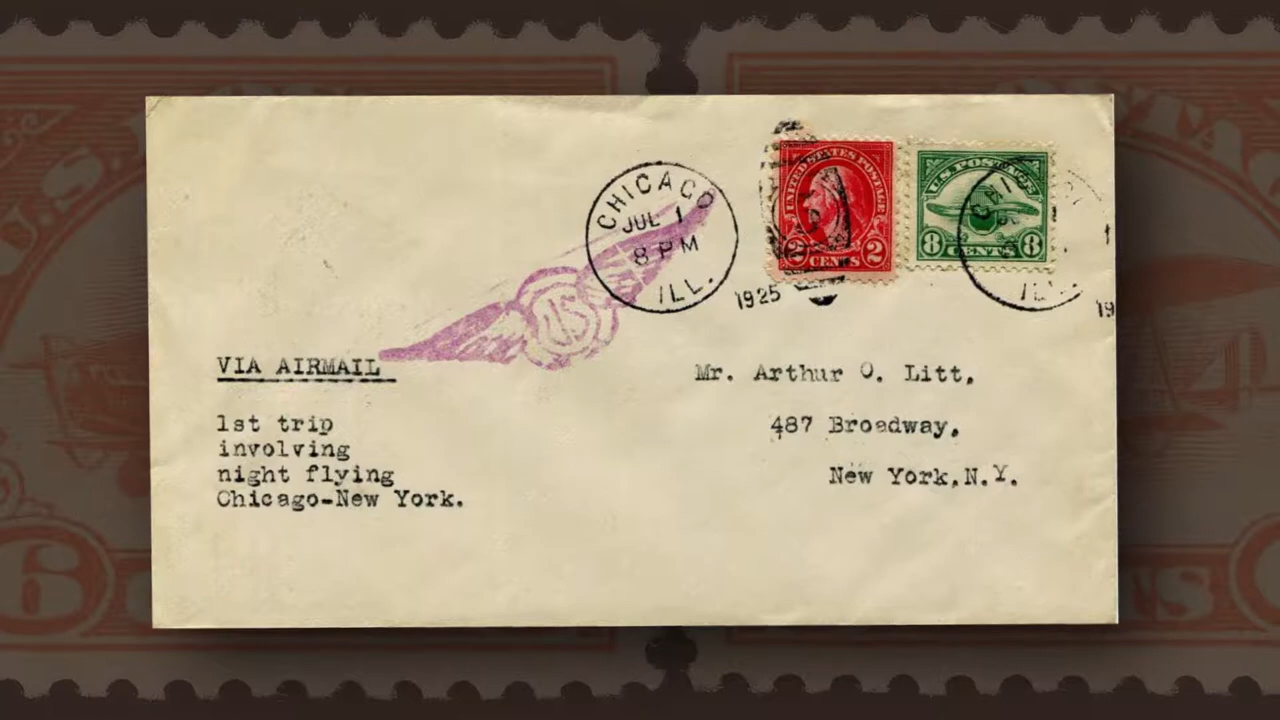 CHICAGO
JUL 1
8 PM
ILL.
1925
UNITED STATES POSTAGE
2 CENTS 2
U.S. POSTAGE
8 CENTS 8
US
VIA AIRMAIL
1st trip
involving
night flying
Chicago-New York.
Mr. Arthur O. Litt,
487 Broadway,
New York,N.Y.